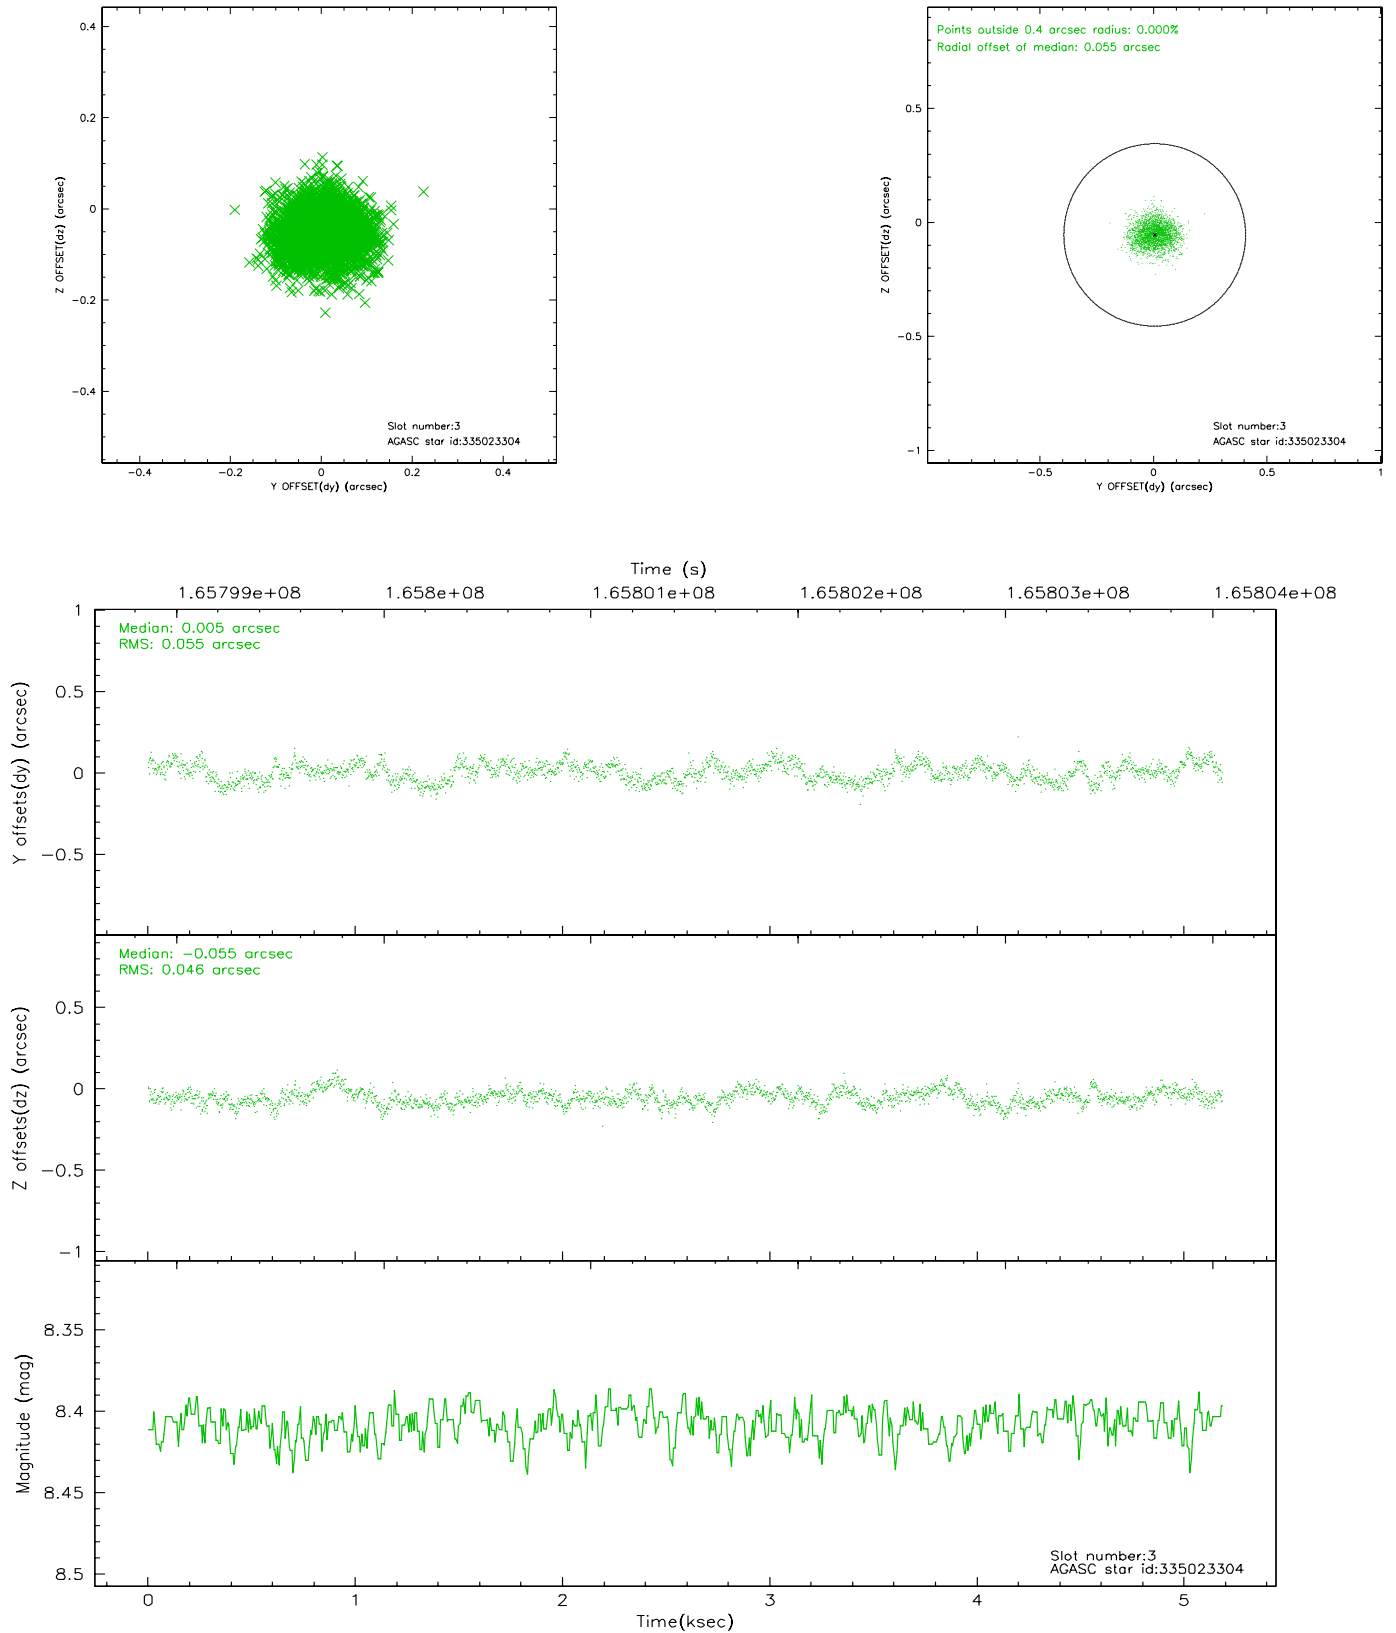 0.4
0.2
0
−0.2
−0.4
Z OFFSET(dz) (arcsec)
Slot number:3
AGASC star id:335023304
−0.4 −0.2 0 0.2 0.4
Y OFFSET(dy) (arcsec)
Points outside 0.4 arcsec radius: 0.000%
Radial offset of median: 0.055 arcsec
0.5
0
−0.5
−1
Z OFFSET(dz) (arcsec)
Slot number:3
AGASC star id:335023304
−0.5 0 0.5 1
Y OFFSET(dy) (arcsec)
Time (s)
1.65799e+08 1.658e+08 1.65801e+08 1.65802e+08 1.65803e+08 1.65804e+08
Median: 0.005 arcsec
RMS: 0.055 arcsec
1
0.5
0
−0.5
Y offsets(dy) (arcsec)
Median: −0.055 arcsec
RMS: 0.046 arcsec
0.5
0
−0.5
−1
Z offsets(dz) (arcsec)
8.35
8.4
8.45
8.5
Magnitude (mag)
Slot number:3
AGASC star id:335023304
0 1 2 3 4 5
Time(ksec)